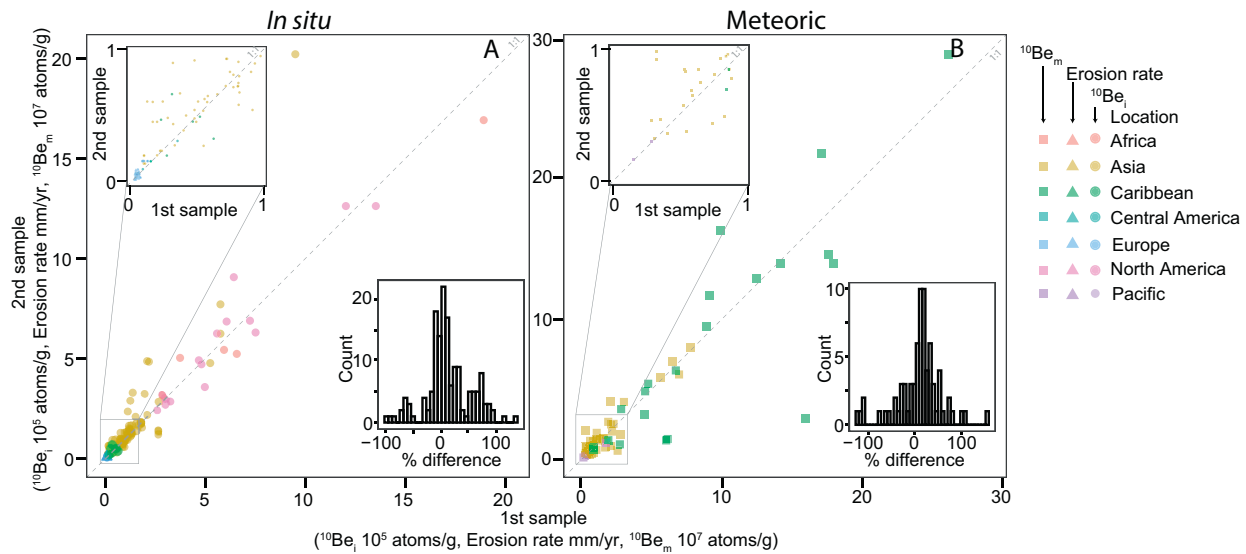 In situ
Meteoric
2nd sample
(¹⁰Beᵢ 10⁵ atoms/g, Erosion rate mm/yr, ¹⁰Beₘ 10⁷ atoms/g)
A
1:1
20
15
10
5
0
0
5
10
15
20
1
2nd sample
0
1:1
0
1st sample
1
20
10
0
Count
−100
0
100
% difference
B
1:1
30
20
10
0
0
10
20
30
1
2nd sample
0
1:1
0
1st sample
1
10
5
0
Count
−100
0
100
% difference
1st sample
(¹⁰Beᵢ 10⁵ atoms/g, Erosion rate mm/yr, ¹⁰Beₘ 10⁷ atoms/g)
¹⁰Beₘ
Erosion rate
¹⁰Beᵢ
Location
Africa
Asia
Caribbean
Central America
Europe
North America
Pacific